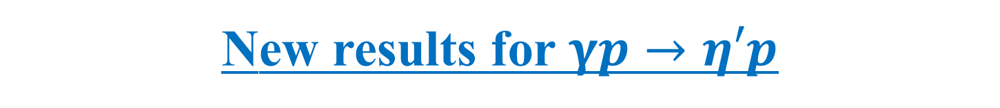 New results for γp → η′p